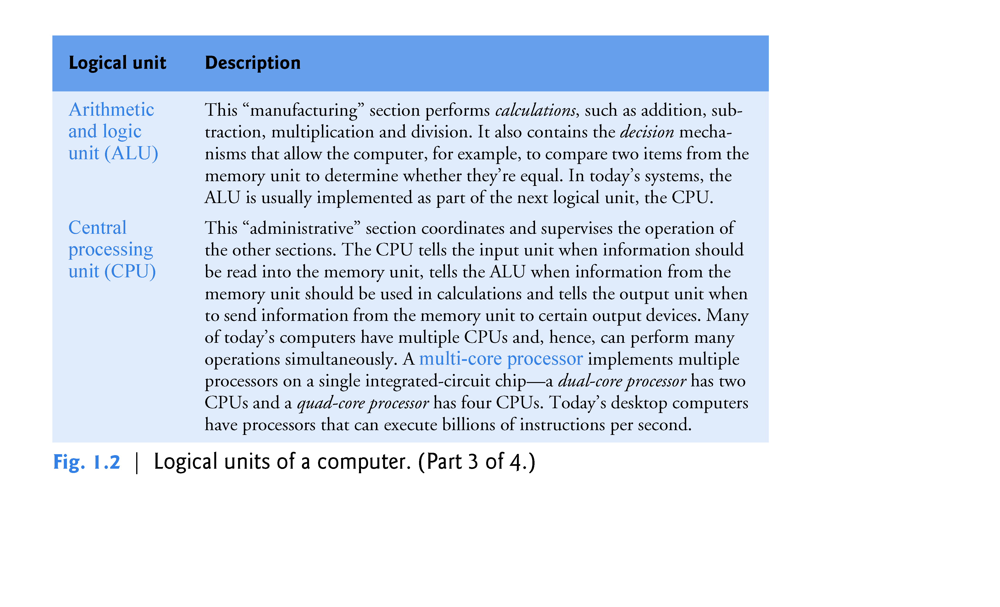 Logical unit Description
Arithmetic
and logic
unit (ALU)
This “manufacturing” section performs calculations, such as addition, sub-
traction, multiplication and division. It also contains the decision mecha-
nisms that allow the computer, for example, to compare two items from the
memory unit to determine whether they’re equal. In today’s systems, the
ALU is usually implemented as part of the next logical unit, the CPU.
Central
processing
unit (CPU)
This “administrative” section coordinates and supervises the operation of
the other sections. The CPU tells the input unit when information should
be read into the memory unit, tells the ALU when information from the
memory unit should be used in calculations and tells the output unit when
to send information from the memory unit to certain output devices. Many
of today’s computers have multiple CPUs and, hence, can perform many
operations simultaneously. A multi-core processor implements multiple
processors on a single integrated-circuit chip—a dual-core processor has two
CPUs and a quad-core processor has four CPUs. Today’s desktop computers
have processors that can execute billions of instructions per second.
Fig. 1.2 | Logical units of a computer. (Part 3 of 4.)